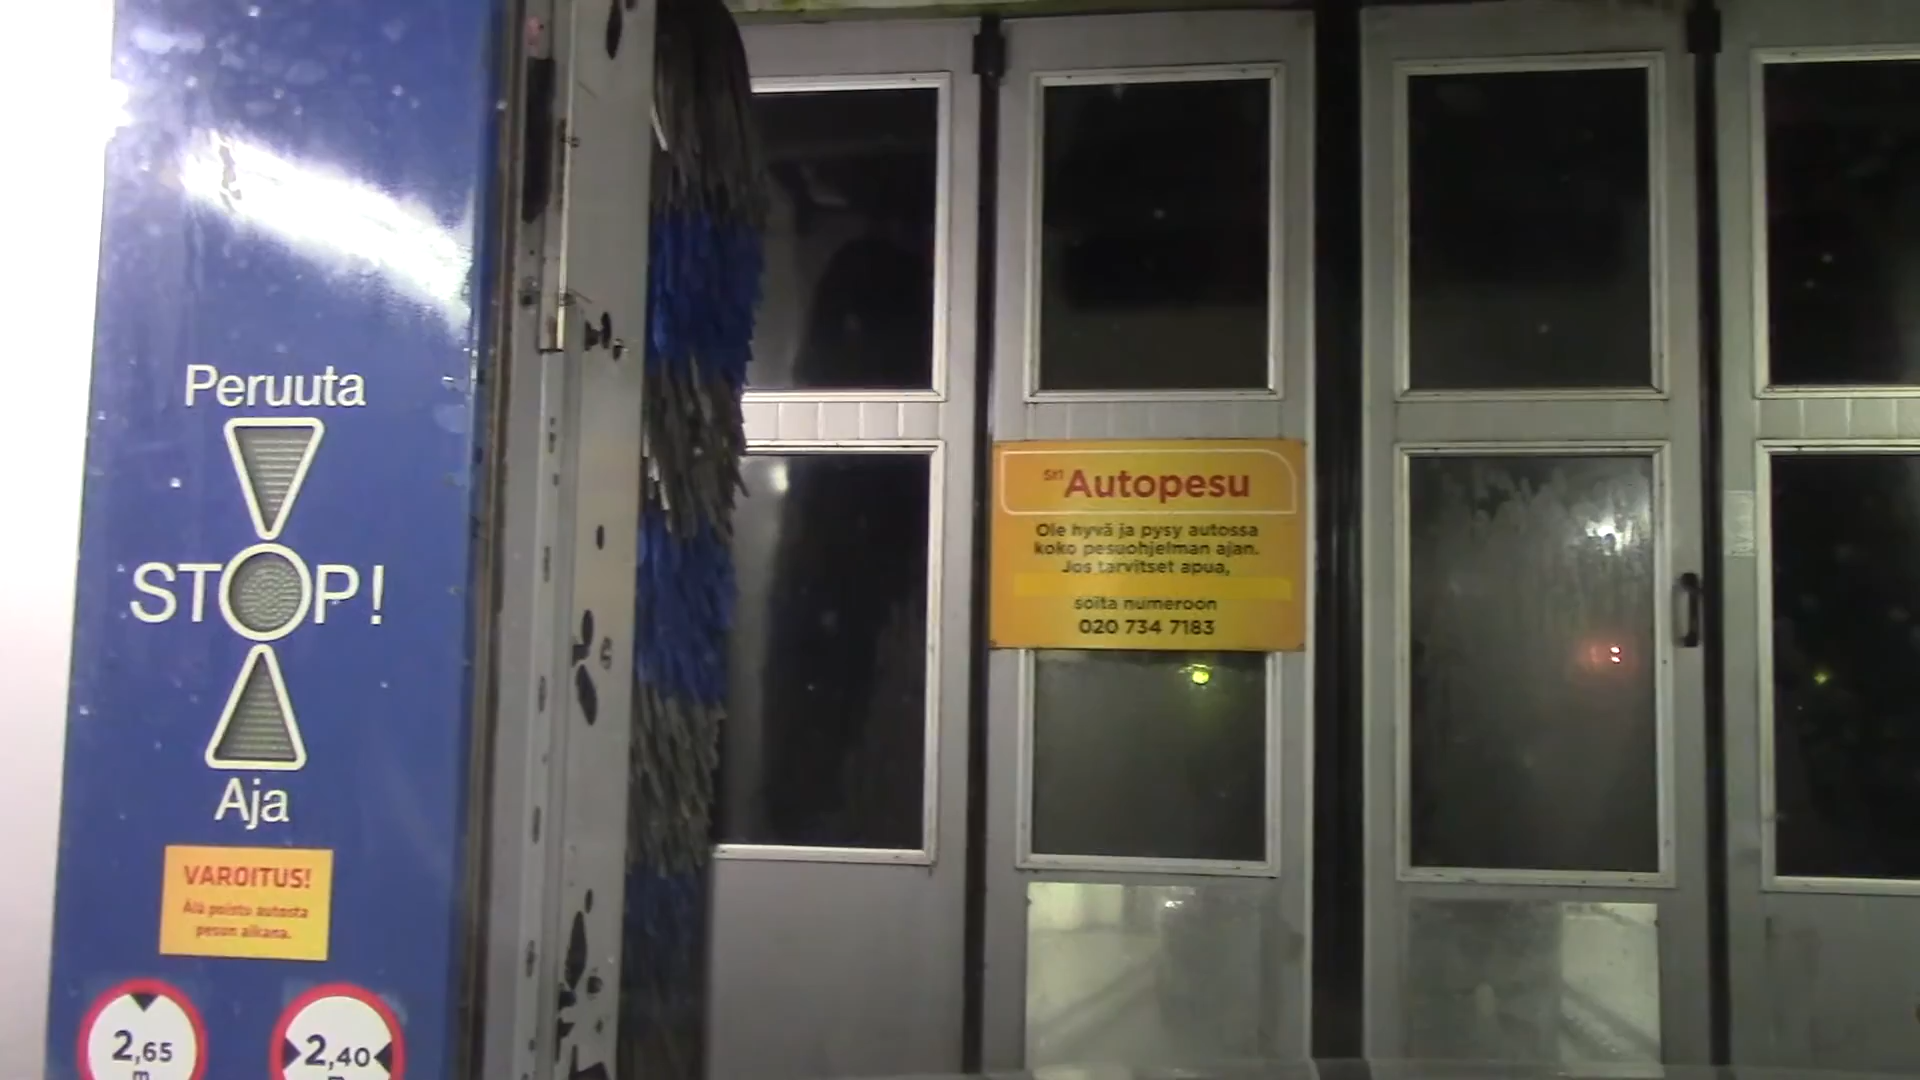 Peruuta
STOP!
Aja
VAROITUS!
Älä poistu autosta
pesun aikana.
2,65
m
2,40
m
St1 Autopesu
Ole hyvä ja pysy autossa
koko pesuohjelman ajan.
Jos tarvitset apua,
soita numeroon
020 734 7183